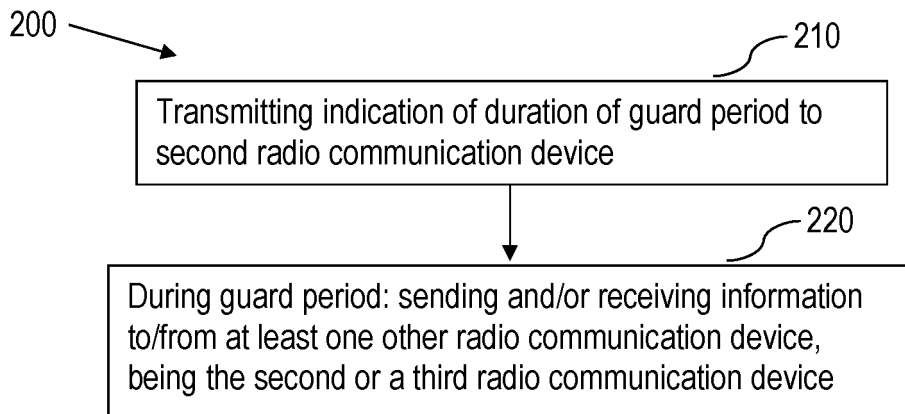 200
210
Transmitting indication of duration of guard period to
second radio communication device
220
During guard period: sending and/or receiving information
to/from at least one other radio communication device,
being the second or a third radio communication device